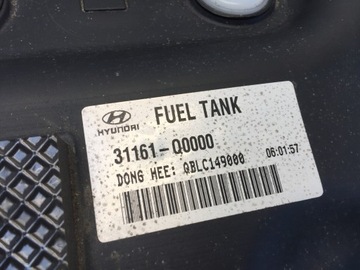 HYUNDAI
FUEL TANK
31161-Q0000
DONG HEE: QBLC149000
06:01:57